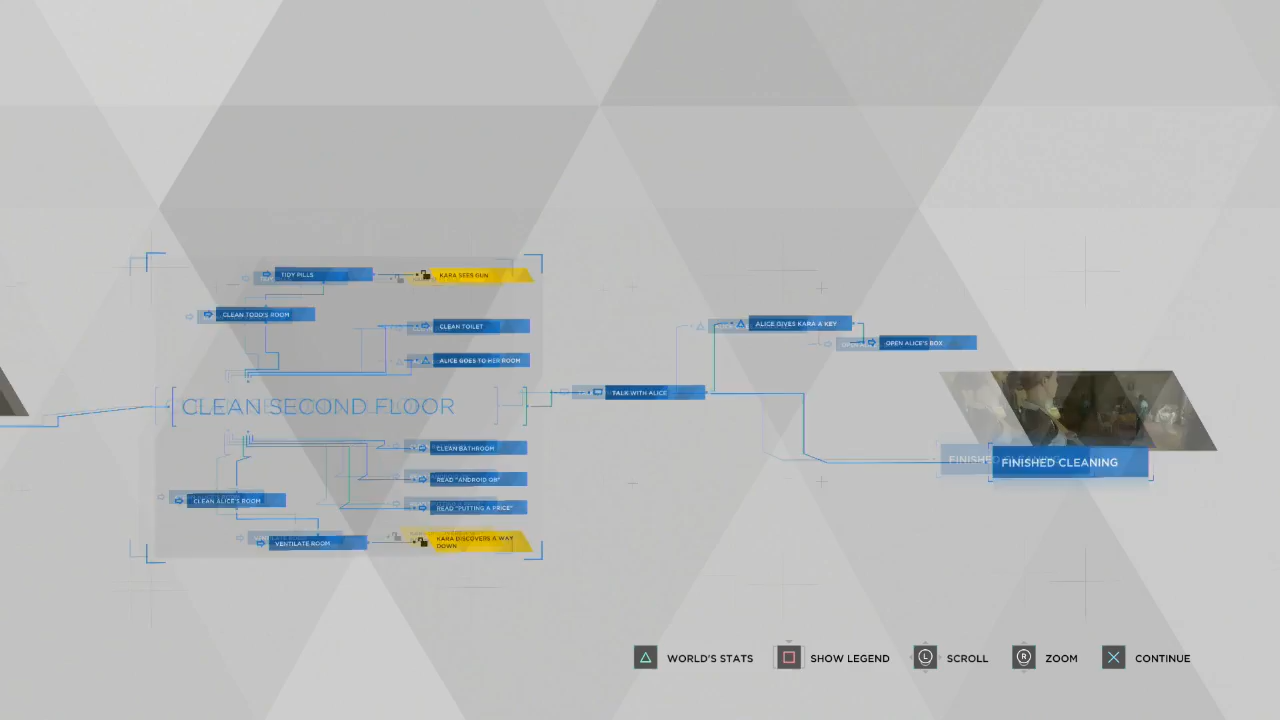 TIDY PILLS
KARA SEES GUN
CLEAN TODD'S ROOM
CLEAN TOILET
ALICE GOES TO HER ROOM
CLEAN SECOND FLOOR
CLEAN BATHROOM
READ "ANDROID QB"
CLEAN ALICE'S ROOM
READ "PUTTING A PRICE"
VENTILATE ROOM
KARA DISCOVERS A WAY
DOWN
TALK WITH ALICE
ALICE GIVES KARA A KEY
OPEN ALICE'S BOX
FINISHED CLEANING
WORLD'S STATS
SHOW LEGEND
L
SCROLL
R
ZOOM
CONTINUE